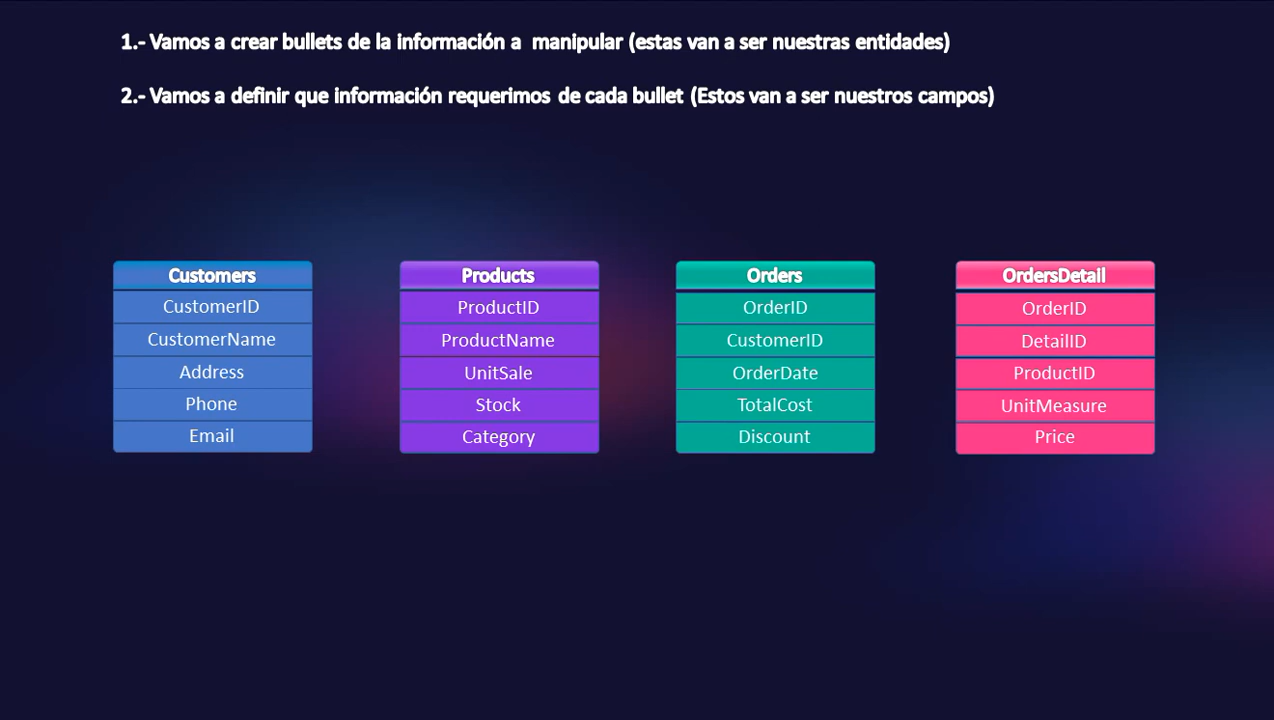 1.- Vamos a crear bullets de la información a manipular (estas van a ser nuestras entidades)
2.- Vamos a definir que información requerimos de cada bullet (Estos van a ser nuestros campos)
Customers
CustomerID
CustomerName
Address
Phone
Email
Products
ProductID
ProductName
UnitSale
Stock
Category
Orders
OrderID
CustomerID
OrderDate
TotalCost
Discount
OrdersDetail
OrderID
DetailID
ProductID
UnitMeasure
Price